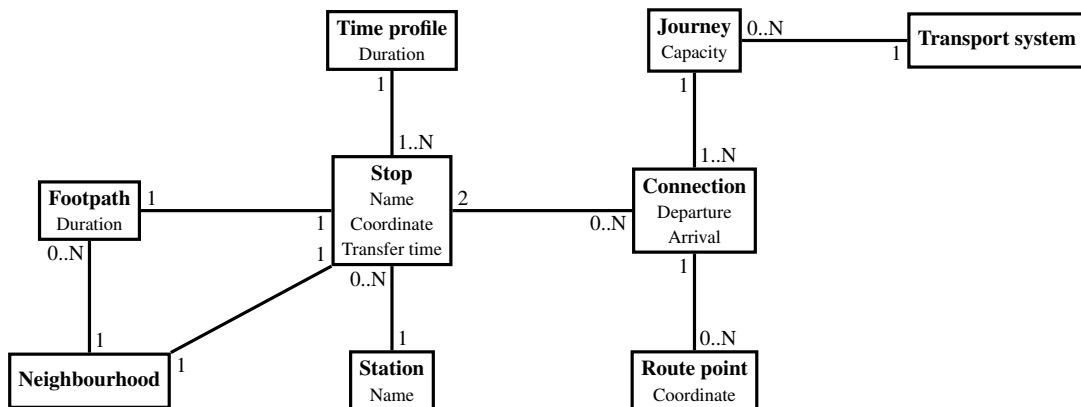 Time profile
Duration
1
1..N
Journey
Capacity
0..N
1
Transport system
1
1..N
Footpath
Duration
1
0..N
Stop
Name
Coordinate
Transfer time
1
1
2
0..N
0..N
Connection
Departure
Arrival
1
0..N
1
1
Neighbourhood
1
Station
Name
Route point
Coordinate